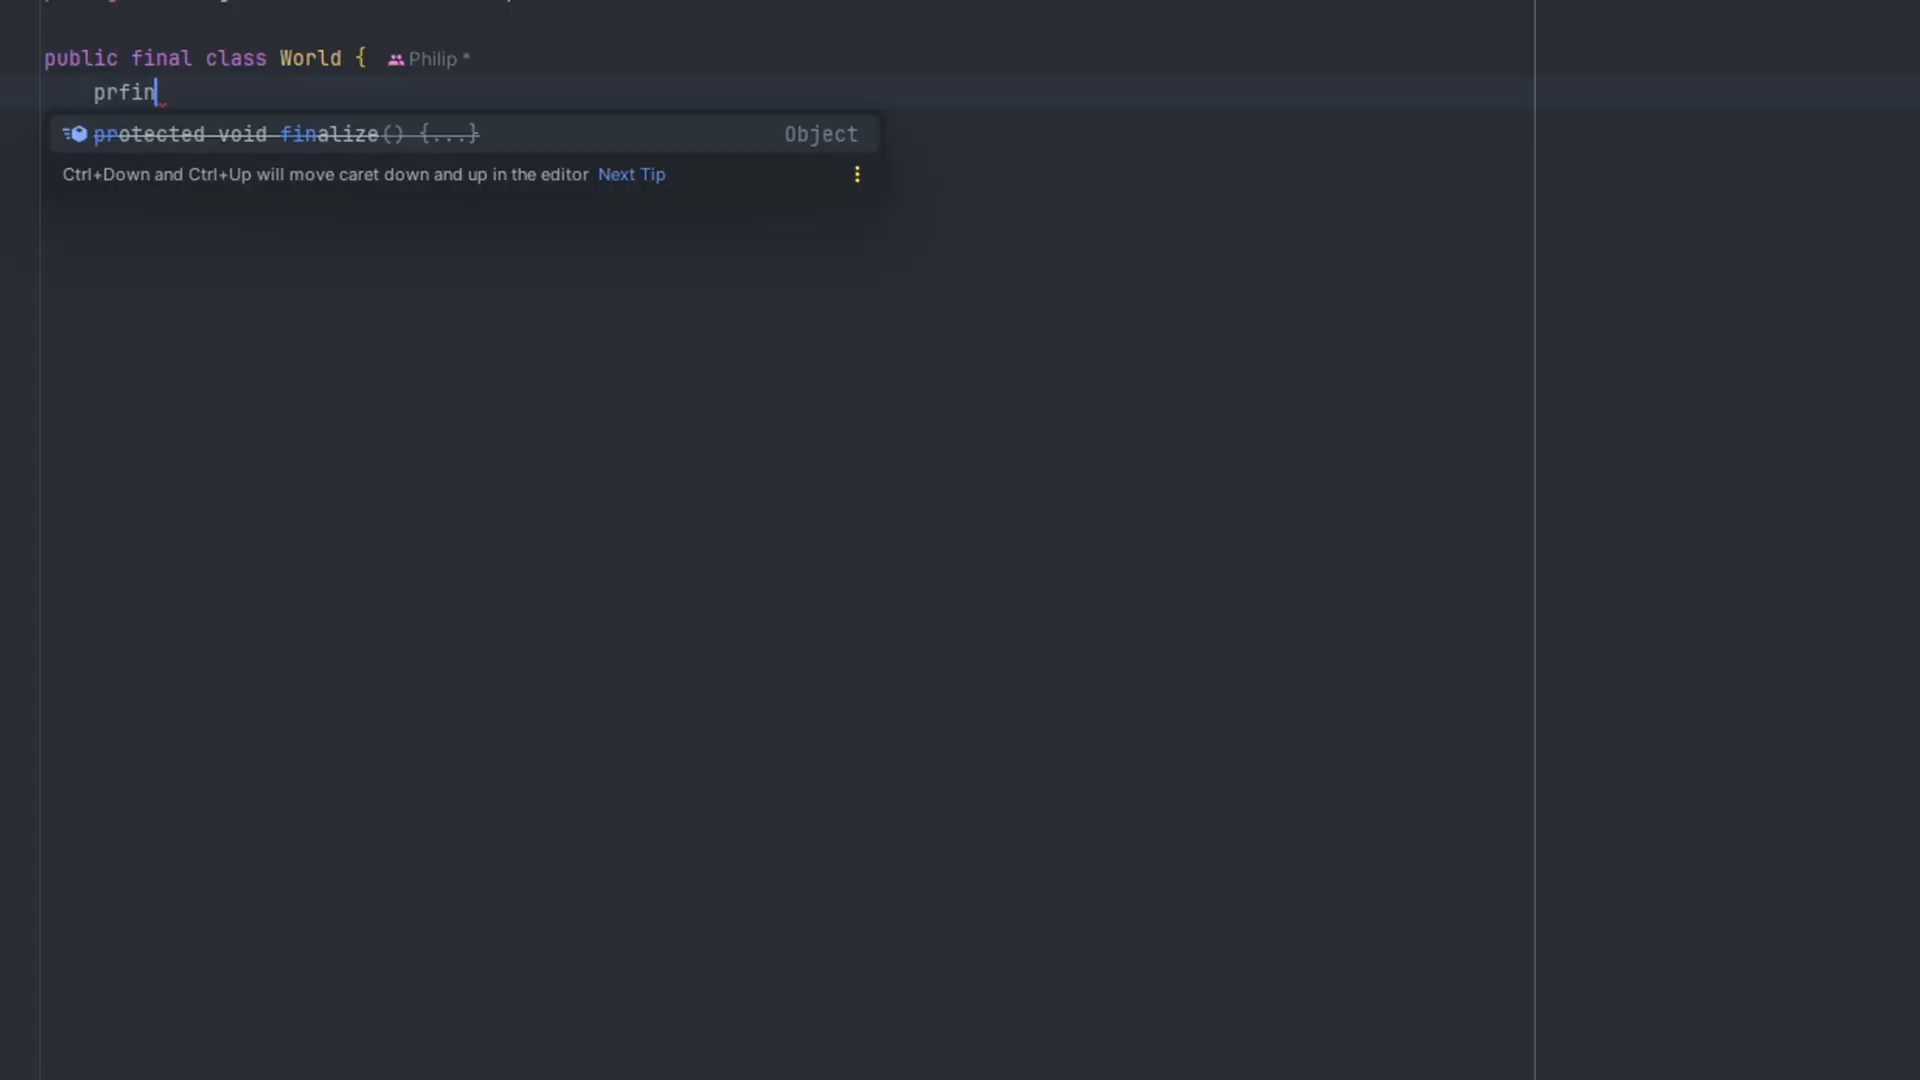 public final class World { Philip *
prfin
protected void finalize() {...} Object
Ctrl+Down and Ctrl+Up will move caret down and up in the editor Next Tip